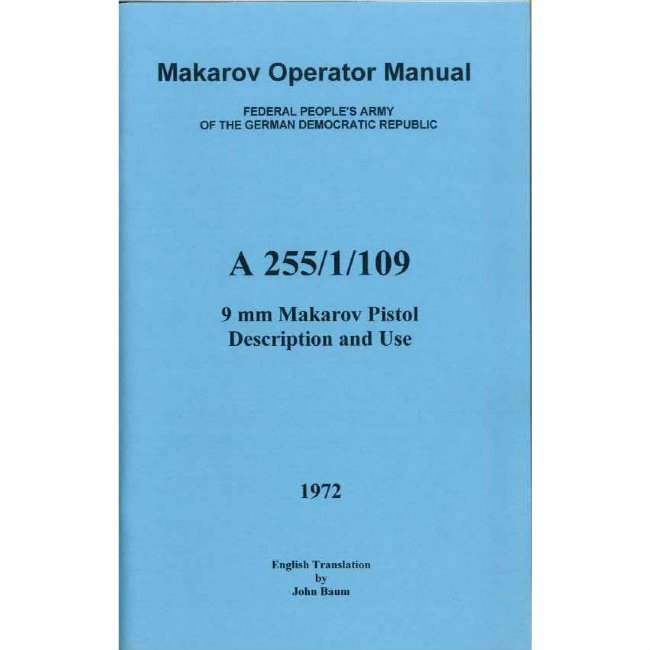 Makarov Operator Manual
FEDERAL PEOPLE'S ARMY
OF THE GERMAN DEMOCRATIC REPUBLIC
A 255/1/109
9 mm Makarov Pistol
Description and Use
1972
English Translation
by
John Baum